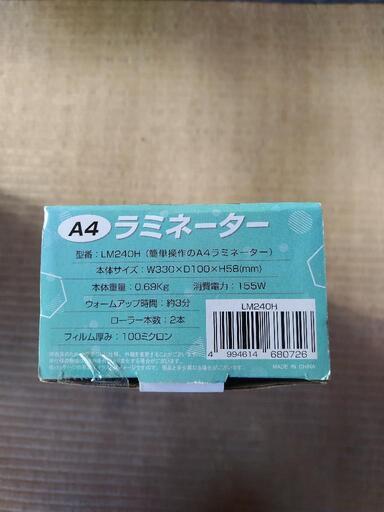 A4 ラミネーター
型番：LM240H（簡単操作のA4ラミネーター）
本体サイズ：W330×D100×H58(mm)
本体重量：0.69Kg 消費電力：155W
ウォームアップ時間：約3分
ローラー本数：2本
フィルム厚み：100ミクロン
LM240H
4 994614 680726
MADE IN CHINA